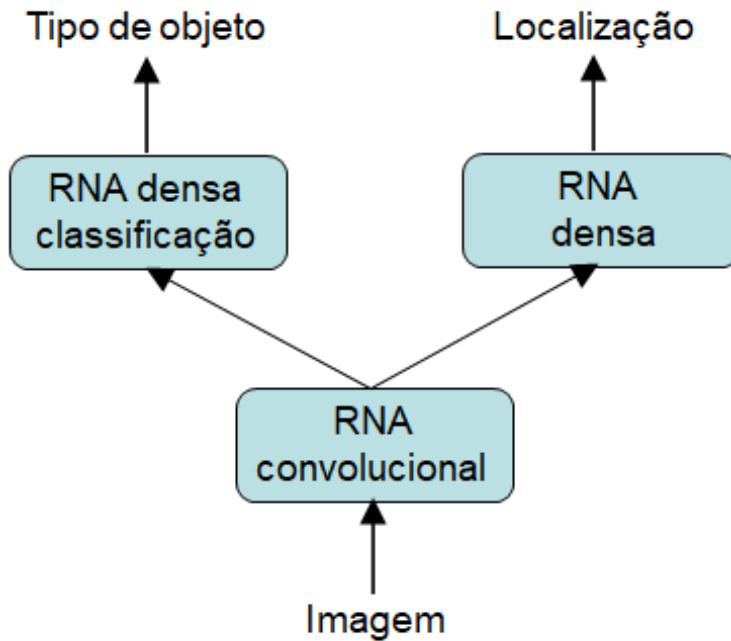 Tipo de objeto
Localização
RNA densa
classificação
RNA
densa
RNA
convolucional
Imagem